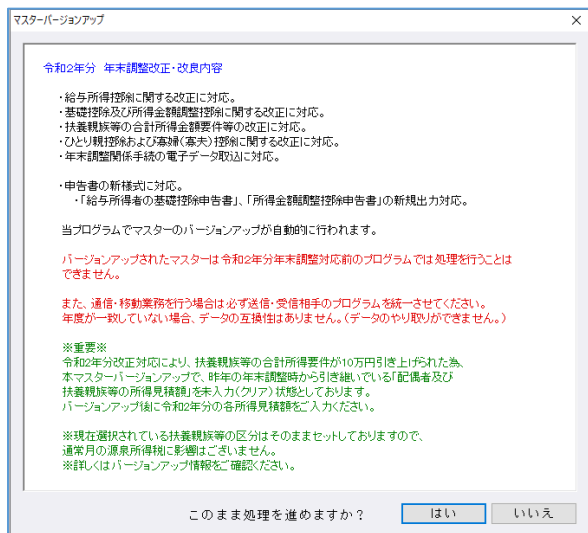 マスターバージョンアップ
令和2年分 年末調整改正・改良内容
・給与所得控除に関する改正に対応。
・基礎控除及び所得金額調整控除に関する改正に対応。
・扶養親族等の合計所得金額要件等の改正に対応。
・ひとり親控除および寡婦(寡夫)控除に関する改正に対応。
・年末調整関係手続の電子データ取込に対応。
・申告書の新様式に対応。
・「給与所得者の基礎控除申告書」、「所得金額調整控除申告書」の新規出力対応。
当プログラムでマスターのバージョンアップが自動的に行われます。
バージョンアップされたマスターは令和2年分年末調整対応前のプログラムでは処理を行うことは
できません。
また、通信・移動業務を行う場合は必ず送信・受信相手のプログラムを統一させてください。
年度が一致していない場合、データの互換性はありません。(データのやり取りができません。)
※重要※
令和2年分改正対応により、扶養親族等の合計所得要件が10万円引き上げられた為、
本マスターバージョンアップで、昨年の年末調整時から引き継いでいる「配偶者及び
扶養親族等の所得見積額」を未入力(クリア)状態としております。
バージョンアップ後に令和2年分の各所得見積額をご入力ください。
※現在選択されている扶養親族等の区分はそのままセットしておりますので、
通常月の源泉所得税に影響はございません。
※詳しくはバージョンアップ情報をご確認ください。
このまま処理を進めますか?
はい
いいえ